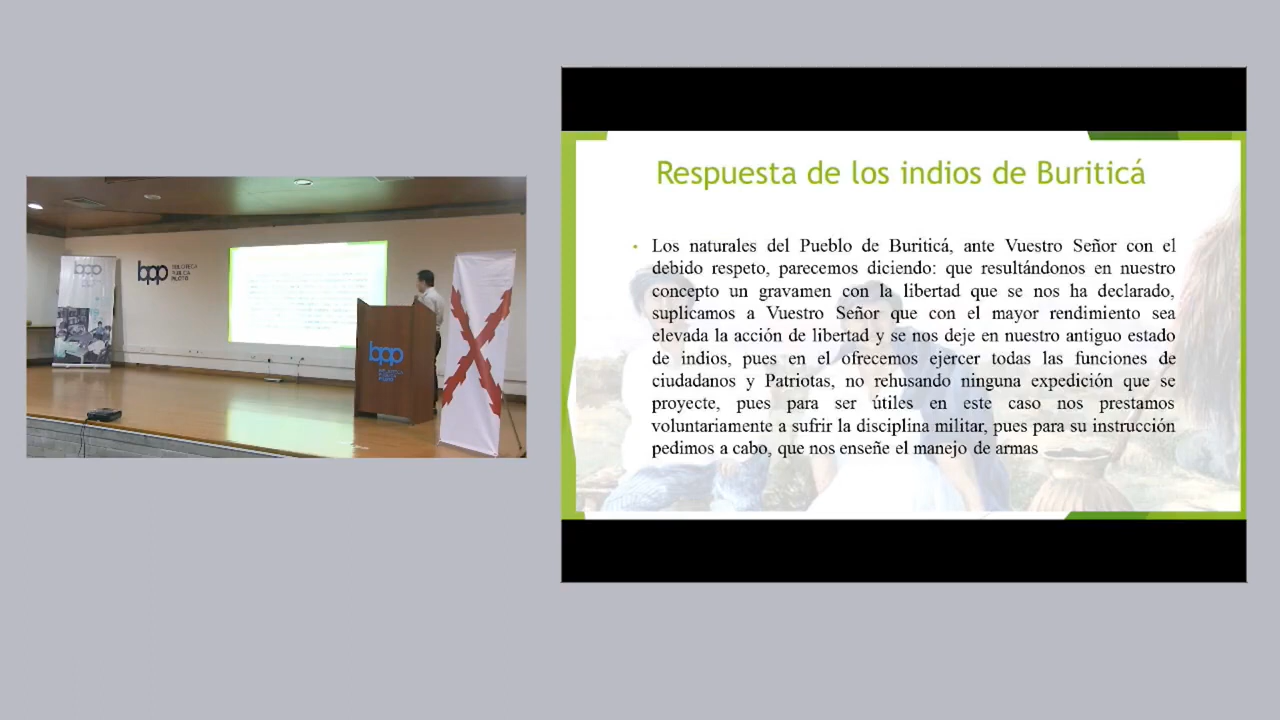 bpp
bpp
BIBLIOTECA
PÚBLICA
PILOTO
bpp
Respuesta de los indios de Buriticá
• Los naturales del Pueblo de Buriticá, ante Vuestro Señor con el
debido respeto, parecemos diciendo: que resultándonos en nuestro
concepto un gravamen con la libertad que se nos ha declarado,
suplicamos a Vuestro Señor que con el mayor rendimiento sea
elevada la acción de libertad y se nos deje en nuestro antiguo estado
de indios, pues en el ofrecemos ejercer todas las funciones de
ciudadanos y Patriotas, no rehusando ninguna expedición que se
proyecte, pues para ser útiles en este caso nos prestamos
voluntariamente a sufrir la disciplina militar, pues para su instrucción
pedimos a cabo, que nos enseñe el manejo de armas